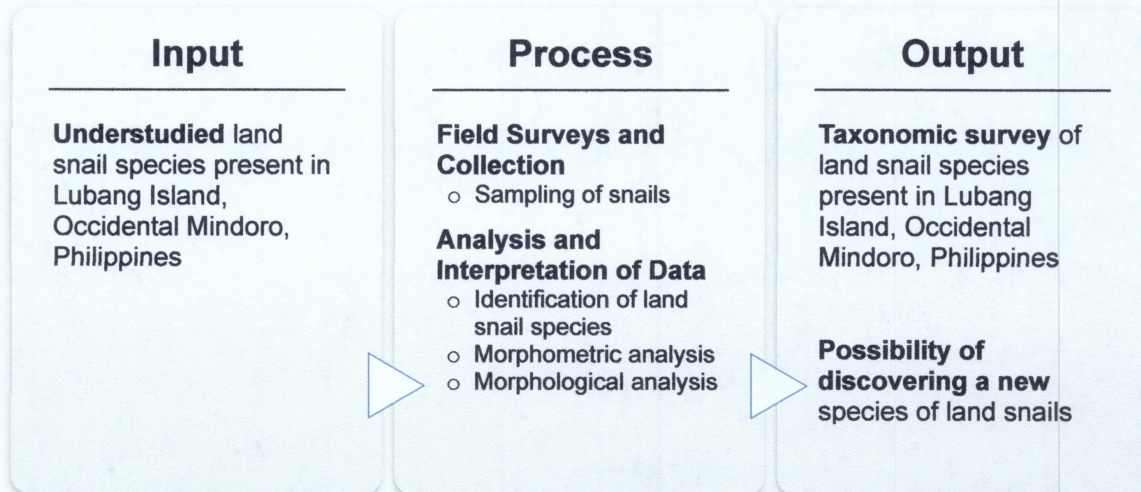 Input
Understudied land
snail species present in
Lubang Island,
Occidental Mindoro,
Philippines
Process
Field Surveys and
Collection
o Sampling of snails
Analysis and
Interpretation of Data
o Identification of land
snail species
o Morphometric analysis
o Morphological analysis
Output
Taxonomic survey of
land snail species
present in Lubang
Island, Occidental
Mindoro, Philippines
Possibility of
discovering a new
species of land snails